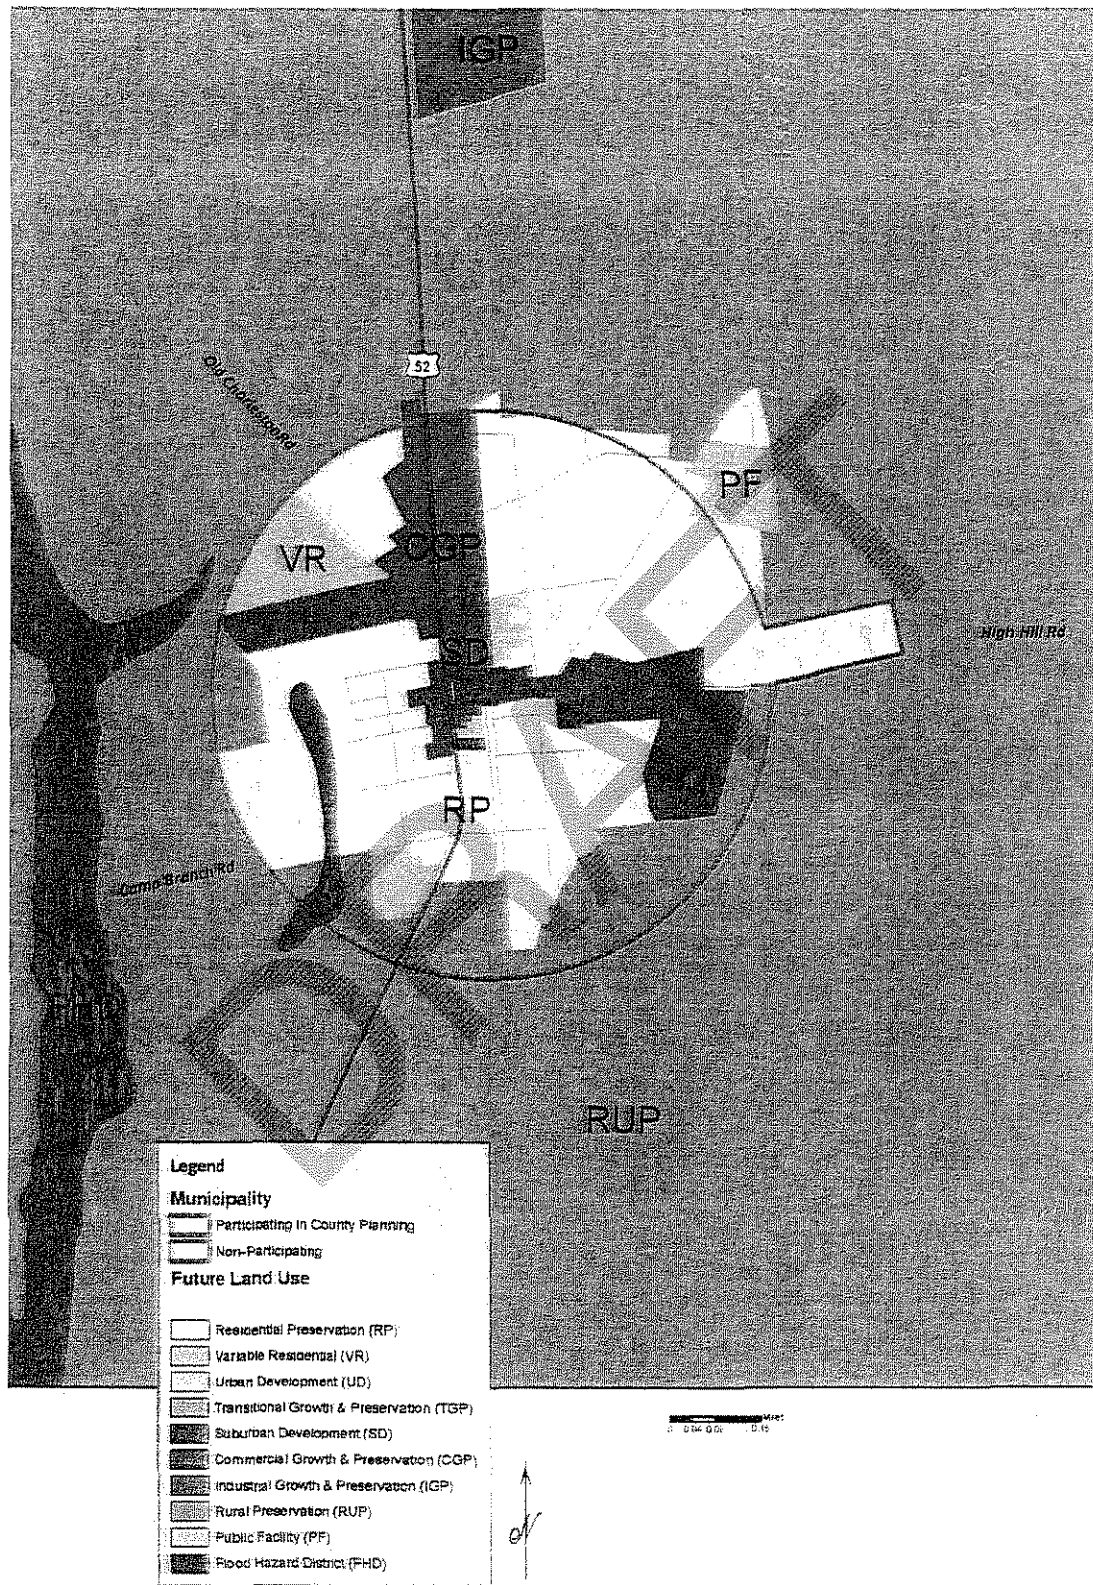 IGP
52
Old Charleston Rd
PF
VR
CGP
High Hill Rd
SD
RP
Camp Branch Rd
RUP
Legend
Municipality
Participating in County Planning
Non-Participating
Future Land Use
Residential Preservation (RP)
Variable Residential (VR)
Urban Development (UD)
Transitional Growth & Preservation (TGP)
Suburban Development (SD)
Commercial Growth & Preservation (CGP)
Industrial Growth & Preservation (IGP)
Rural Preservation (RUP)
Public Facility (PF)
Flood Hazard District (FHD)
Miles
N